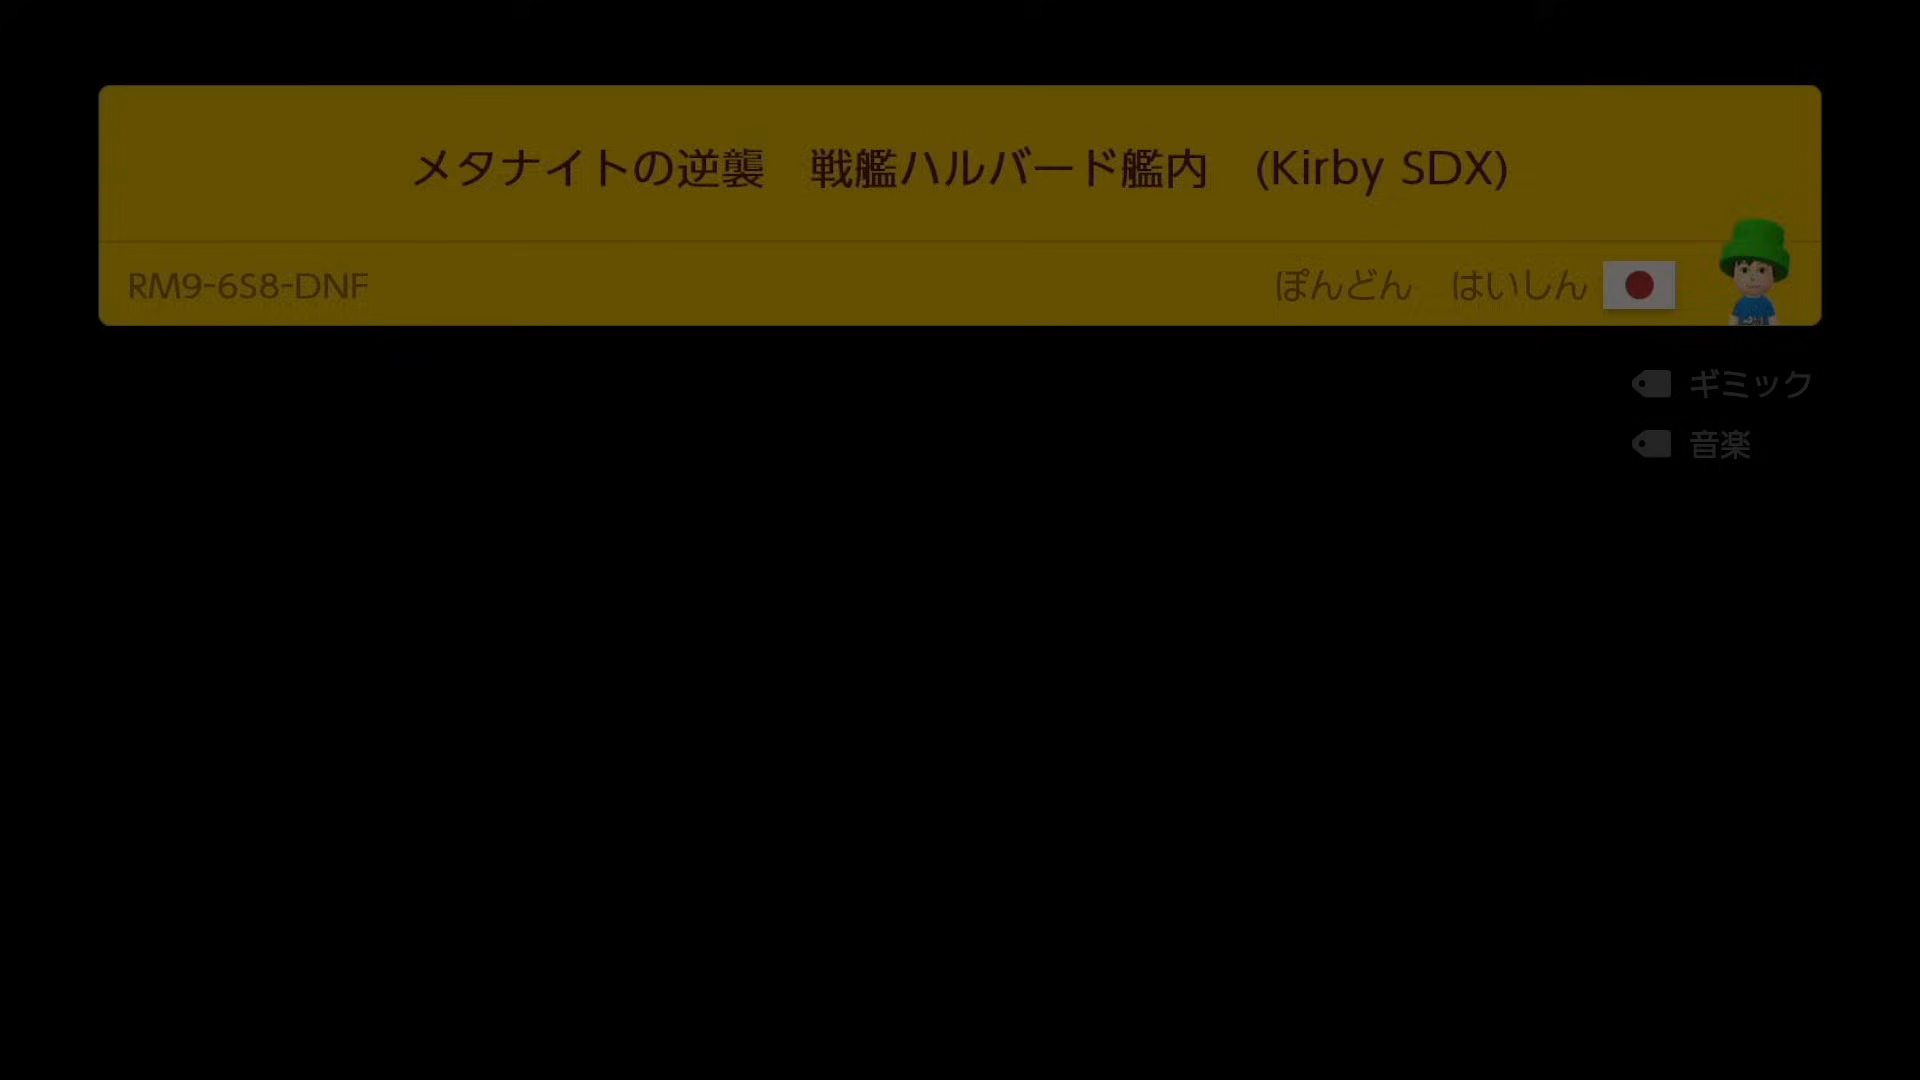 メタナイトの逆襲　戦艦ハルバード艦内　(Kirby SDX)
RM9-6S8-DNF
ぽんどん　はいしん
ギミック
音楽